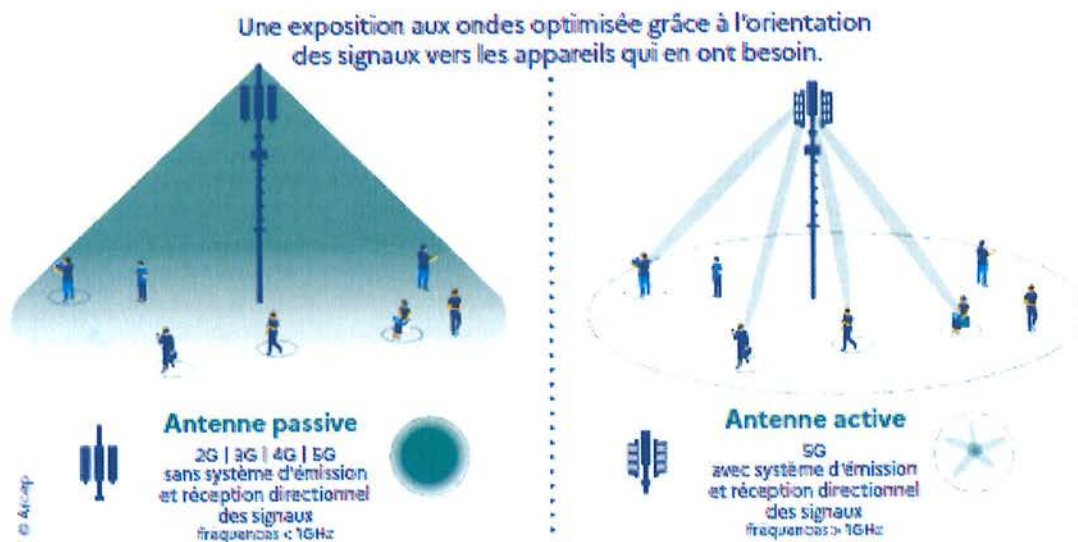 Une exposition aux ondes optimisée grâce à l'orientation
des signaux vers les appareils qui en ont besoin.
Antenne passive
2G | 3G | 4G | 5G
sans système d'émission
et réception directionnel
des signaux
fréquences < 1GHz
Antenne active
5G
avec système d'émission
et réception directionnel
des signaux
fréquences > 1GHz
© Arcep